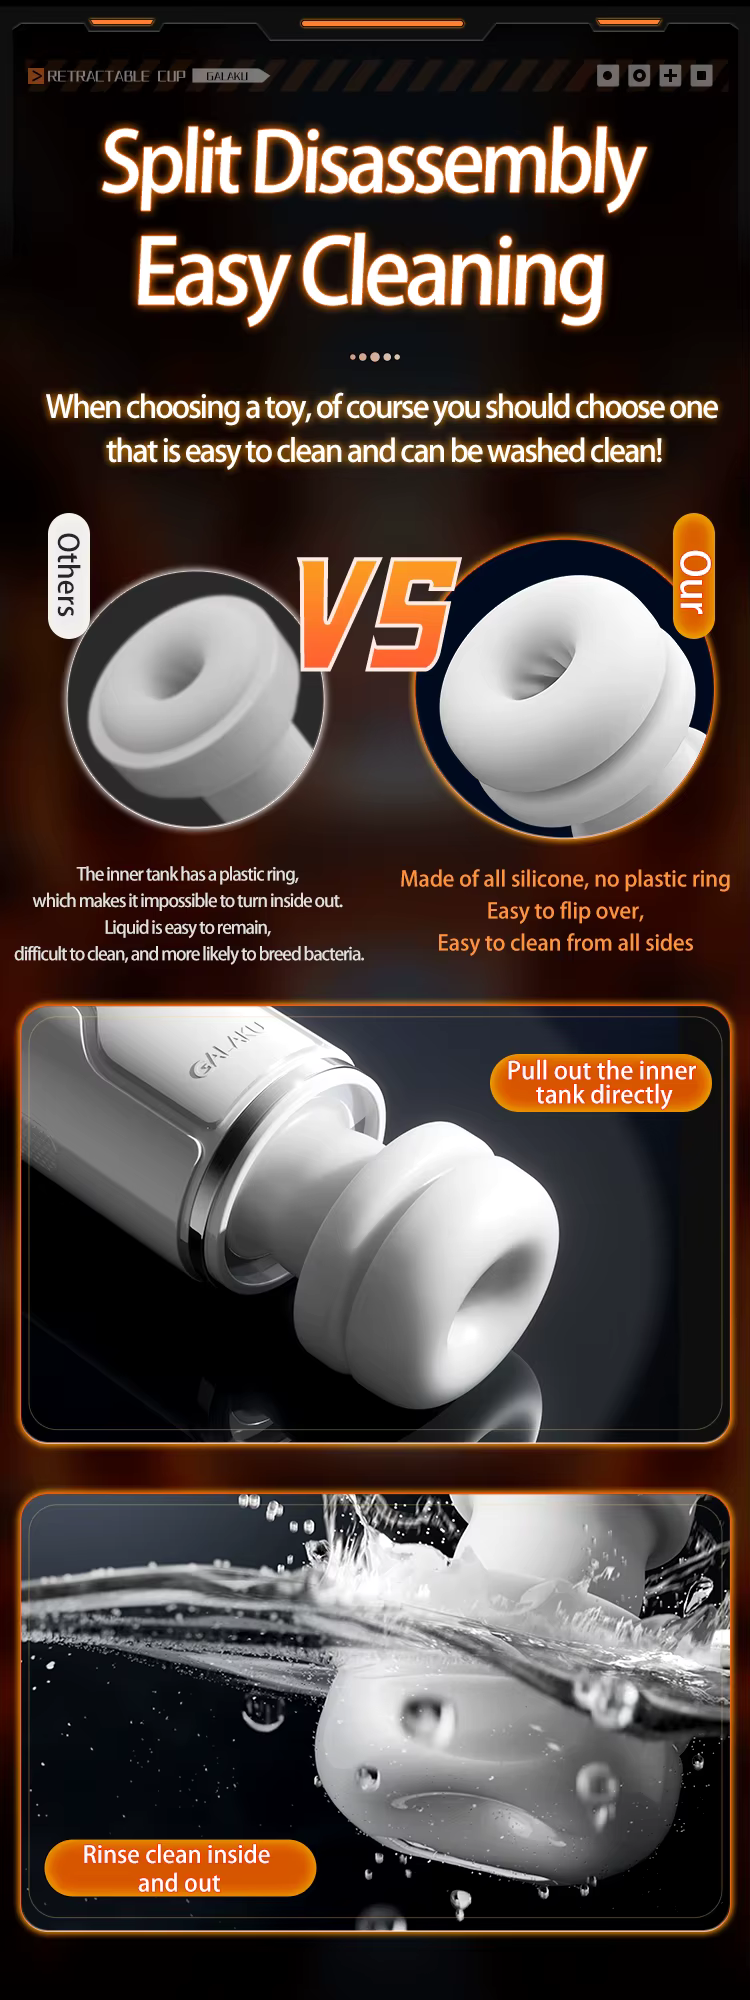 RETRACTABLE CUP GALAKU
Split Disassembly
Easy Cleaning
When choosing a toy, of course you should choose one
that is easy to clean and can be washed clean!
Others
VS
Our
The inner tank has a plastic ring,
which makes it impossible to turn inside out.
Liquid is easy to remain,
difficult to clean, and more likely to breed bacteria.
Made of all silicone, no plastic ring
Easy to flip over,
Easy to clean from all sides
GALAKU
Pull out the inner
tank directly
Rinse clean inside
and out